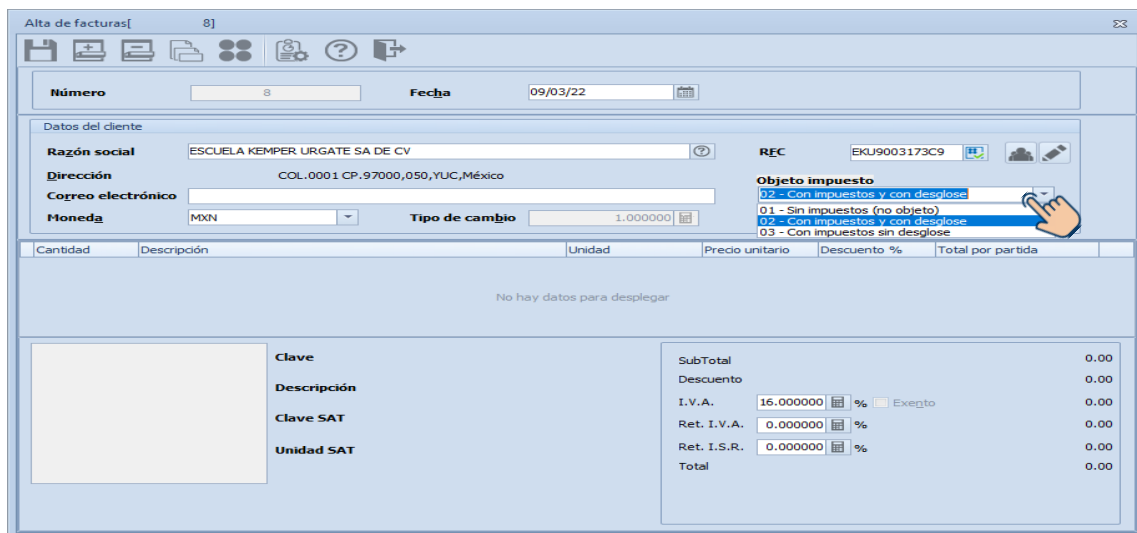 Alta de facturas[ 8]
Número 8 Fecha 09/03/22
Datos del cliente
Razón social ESCUELA KEMPER URGATE SA DE CV RFC EKU9003173C9
Dirección COL.0001 CP.97000,050,YUC,México
Objeto impuesto
Correo electrónico 02 - Con impuestos y con desglose
Moneda MXN Tipo de cambio 1.000000
01 - Sin impuestos (no objeto)
02 - Con impuestos y con desglose
03 - Con impuestos sin desglose
Cantidad Descripción Unidad Precio unitario Descuento % Total por partida
No hay datos para desplegar
Clave
Descripción
Clave SAT
Unidad SAT
SubTotal 0.00
Descuento 0.00
I.V.A. 16.000000 % Exento 0.00
Ret. I.V.A. 0.000000 % 0.00
Ret. I.S.R. 0.000000 % 0.00
Total 0.00